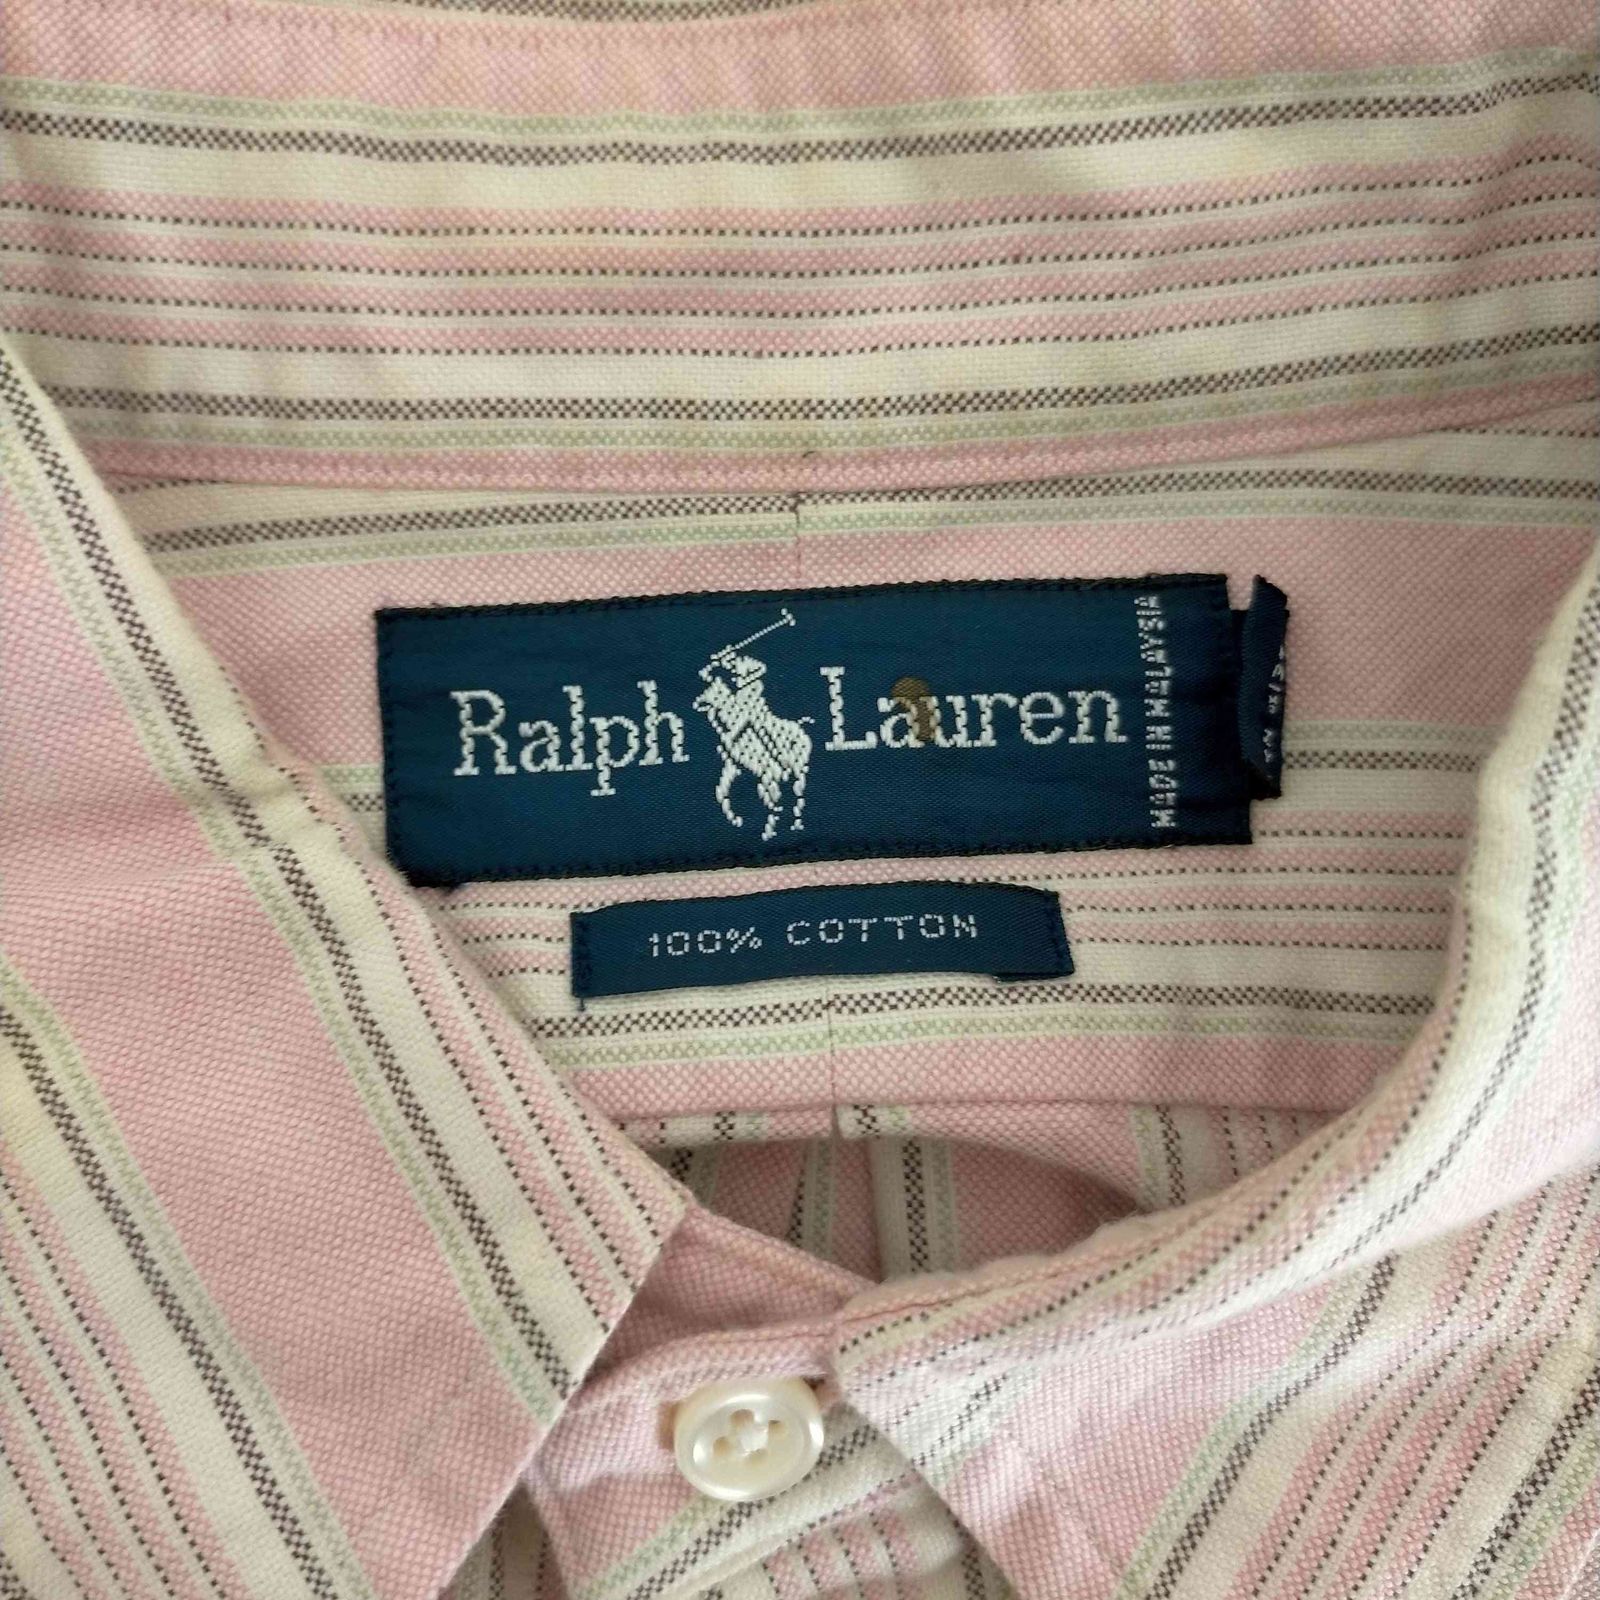 Ralph Lauren
MADE IN MALAYSIA
100% COTTON